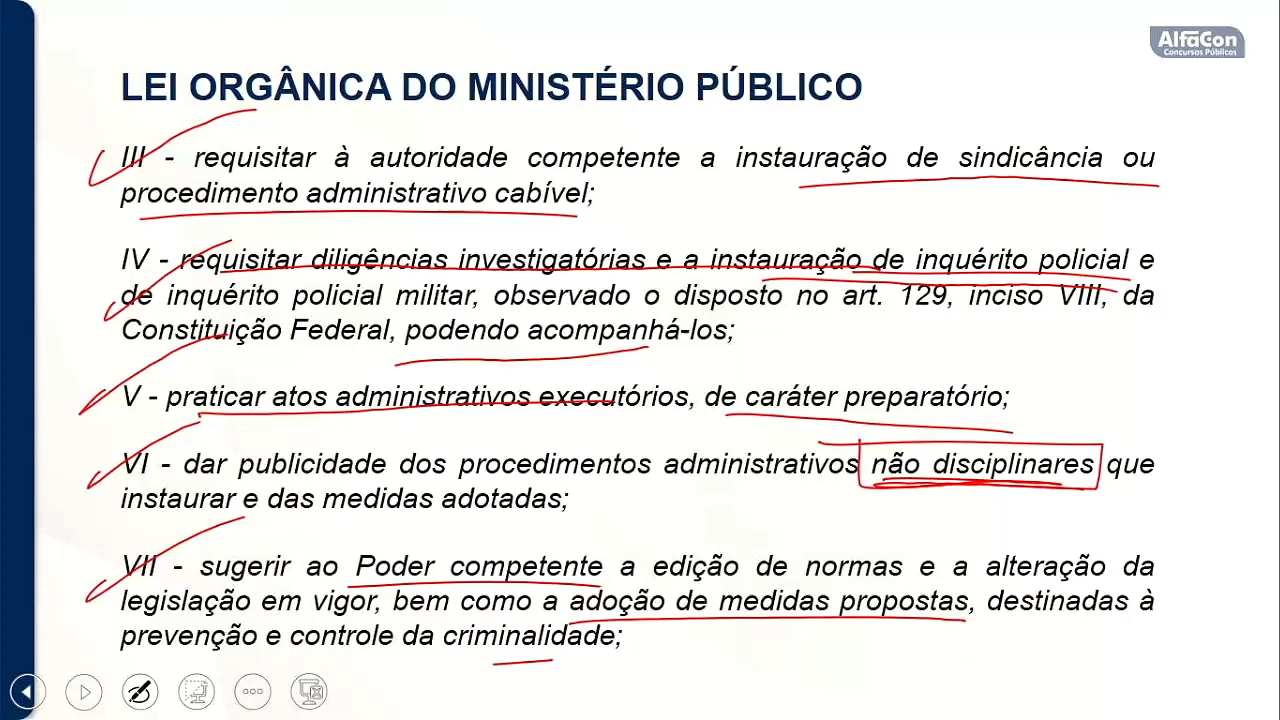 AlfaCon
Concursos Públicos
LEI ORGÂNICA DO MINISTÉRIO PÚBLICO
III - requisitar à autoridade competente a instauração de sindicância ou
procedimento administrativo cabível;
IV - requisitar diligências investigatórias e a instauração de inquérito policial e
de inquérito policial militar, observado o disposto no art. 129, inciso VIII, da
Constituição Federal, podendo acompanhá-los;
V - praticar atos administrativos executórios, de caráter preparatório;
VI - dar publicidade dos procedimentos administrativos não disciplinares que
instaurar e das medidas adotadas;
VII - sugerir ao Poder competente a edição de normas e a alteração da
legislação em vigor, bem como a adoção de medidas propostas, destinadas à
prevenção e controle da criminalidade;